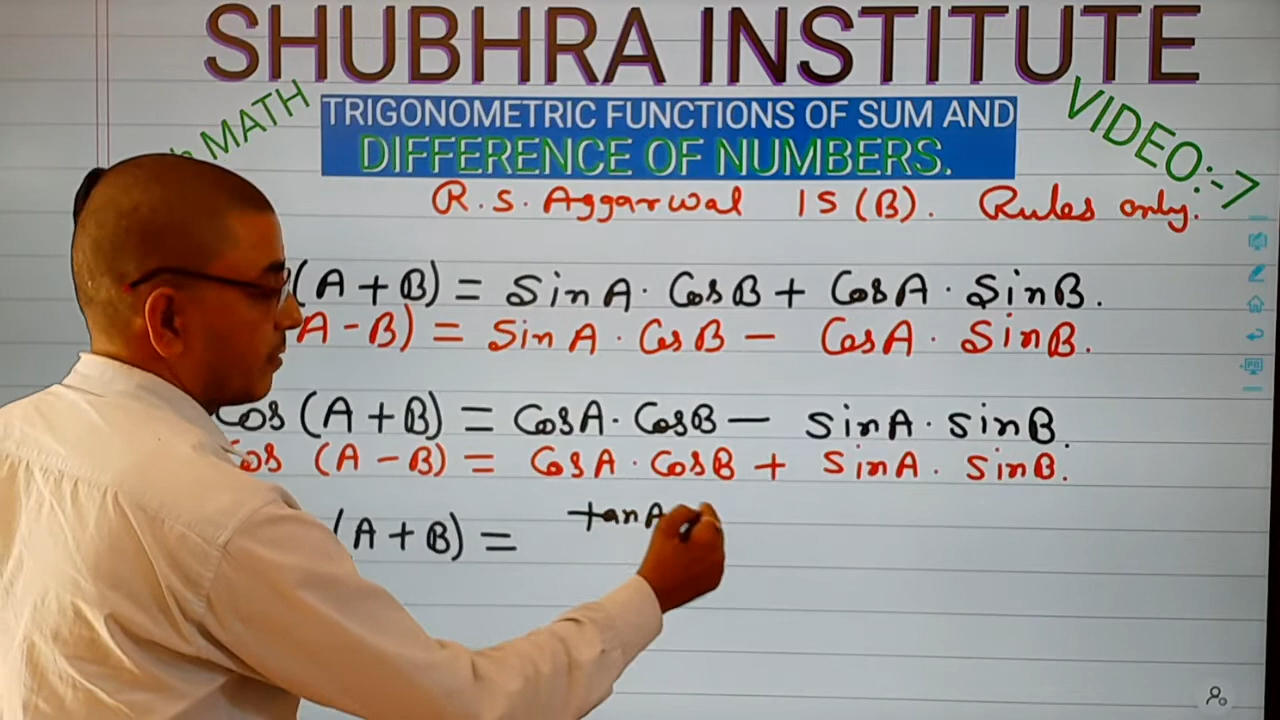 SHUBHRA INSTITUTE
MATH
TRIGONOMETRIC FUNCTIONS OF SUM AND
DIFFERENCE OF NUMBERS.
VIDEO:-7
R.S. Aggarwal 15 (B). Rules only.
(A + B) = Sin A · Cos B + Cos A · Sin B.
A - B) = Sin A · Cos B - Cos A · Sin B.
Cos (A + B) = Cos A · Cos B - Sin A · Sin B.
Cos (A - B) = Cos A · Cos B + Sin A · Sin B.
(A + B) = tan A